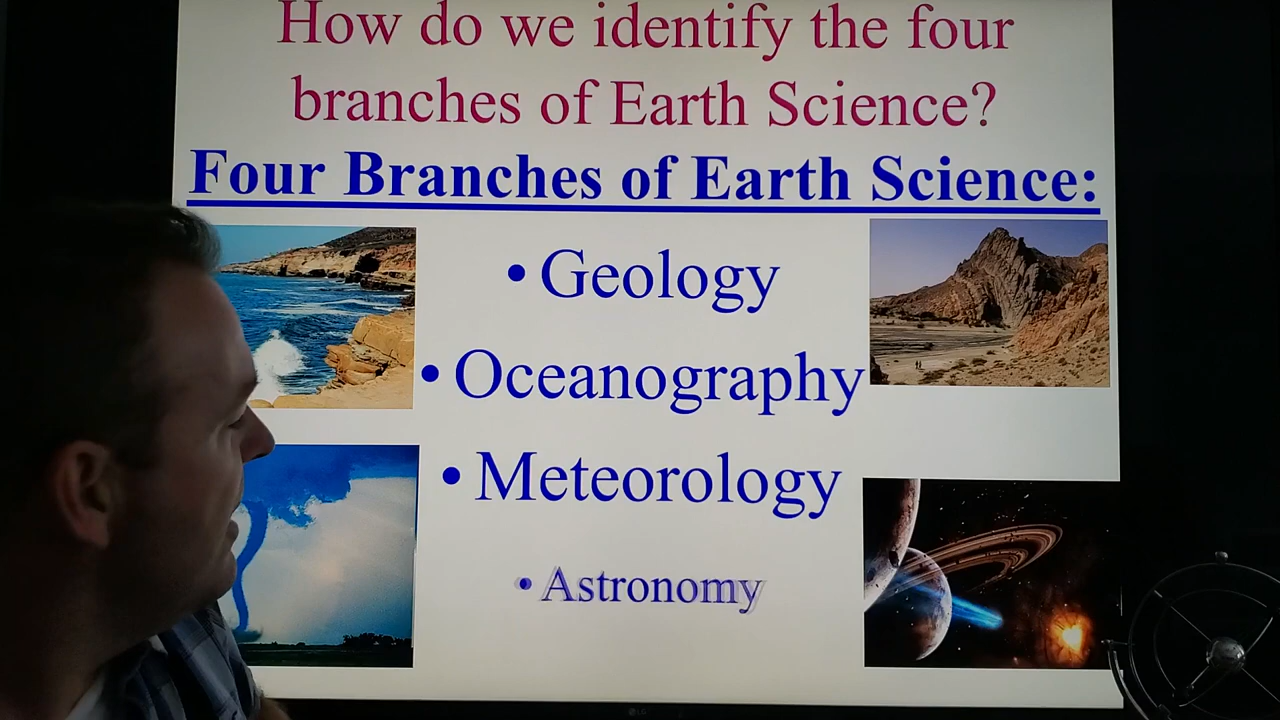 How do we identify the four
branches of Earth Science?
Four Branches of Earth Science:
• Geology
• Oceanography
• Meteorology
• Astronomy